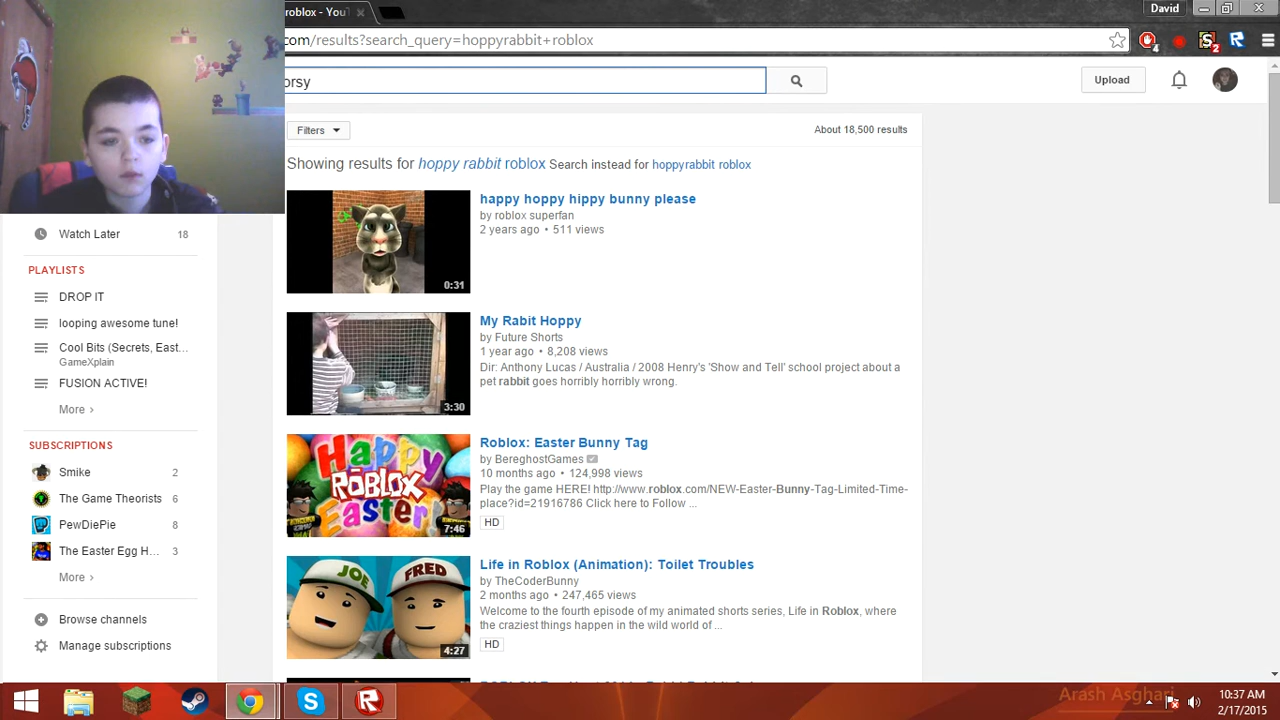 orsy
rblox - You
David
com/results?search_query=hoppyrabbit+roblox
4
2
Upload
Filters
About 18,500 results
Showing results for hoppy rabbit roblox Search instead for hoppyrabbit roblox
happy hoppy hippy bunny please
by roblox superfan
2 years ago • 511 views
0:31
My Rabit Hoppy
by Future Shorts
1 year ago • 8,208 views
Dir: Anthony Lucas / Australia / 2008 Henry's 'Show and Tell' school project about a
pet rabbit goes horribly horribly wrong.
3:30
Roblox: Easter Bunny Tag
by BereghostGames
10 months ago • 124,998 views
Play the game HERE! http://www.roblox.com/NEW-Easter-Bunny-Tag-Limited-Time-
place?id=21916786 Click here to Follow ...
HD
Happy
ROBLOX
Easter!
7:46
Life in Roblox (Animation): Toilet Troubles
by TheCoderBunny
2 months ago • 247,465 views
Welcome to the fourth episode of my animated shorts series, Life in Roblox, where
the craziest things happen in the wild world of ...
HD
JOE
FRED
4:27
Watch Later 18
PLAYLISTS
DROP IT
looping awesome tune!
Cool Bits (Secrets, East...
GameXplain
FUSION ACTIVE!
More ›
SUBSCRIPTIONS
Smike 2
The Game Theorists 6
PewDiePie 8
The Easter Egg H... 3
More ›
Browse channels
Manage subscriptions
Arash Asghari
10:37 AM
2/17/2015